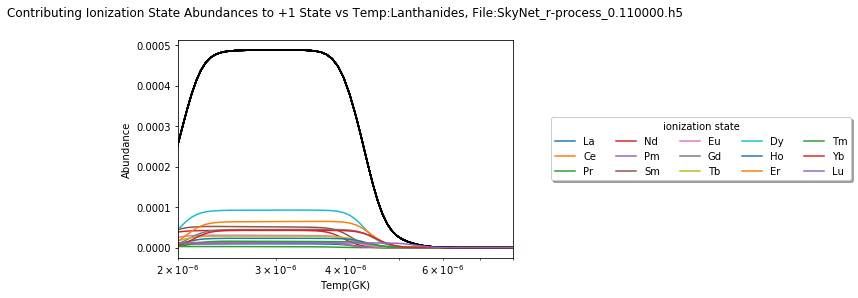 Contributing Ionization State Abundances to +1 State vs Temp:Lanthanides, File:SkyNet_r-process_0.110000.h5
0.0005
0.0004
0.0003
0.0002
0.0001
0.0000
Abundance
2 × 10⁻⁶
3 × 10⁻⁶
4 × 10⁻⁶
6 × 10⁻⁶
Temp(GK)
ionization state
La Nd Eu Dy Tm
Ce Pm Gd Ho Yb
Pr Sm Tb Er Lu